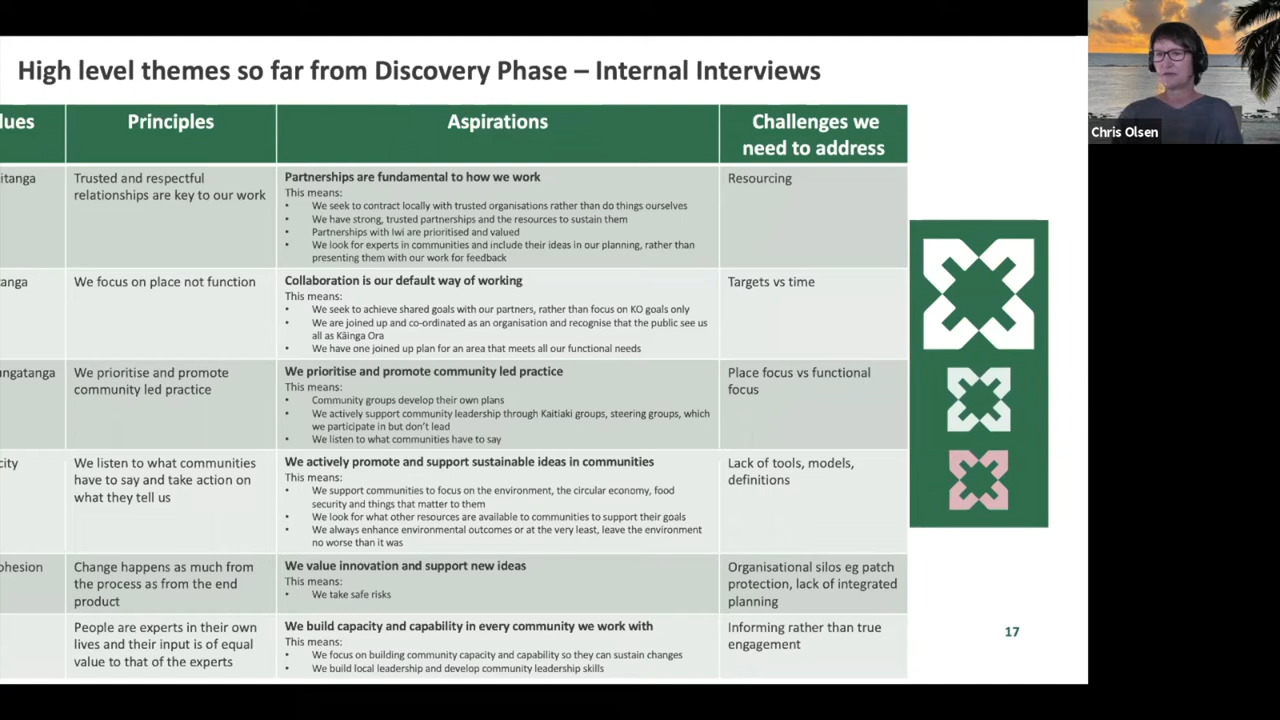 High level themes so far from Discovery Phase – Internal Interviews
Principles
Aspirations
Challenges we
need to address
Trusted and respectful
relationships are key to our work
Partnerships are fundamental to how we work
This means:
• We seek to contract locally with trusted organisations rather than do things ourselves
• We have strong, trusted partnerships and the resources to sustain them
• Partnerships with Iwi are prioritised and valued
• We look for experts in communities and include their ideas in our planning, rather than
presenting them with our work for feedback
Resourcing
We focus on place not function
Collaboration is our default way of working
This means:
• We seek to achieve shared goals with our partners, rather than focus on KO goals only
• We are joined up and co-ordinated as an organisation and recognise that the public see us
all as Kāinga Ora
• We have one joined up plan for an area that meets all our functional needs
Targets vs time
We prioritise and promote
community led practice
We prioritise and promote community led practice
This means:
• Community groups develop their own plans
• We actively support community leadership through Kaitiaki groups, steering groups, which
we participate in but don't lead
• We listen to what communities have to say
Place focus vs functional
focus
We listen to what communities
have to say and take action on
what they tell us
We actively promote and support sustainable ideas in communities
This means:
• We support communities to focus on the environment, the circular economy, food
security and things that matter to them
• We look for what other resources are available to communities to support their goals
• We always enhance environmental outcomes or at the very least, leave the environment
no worse than it was
Lack of tools, models,
definitions
Change happens as much from
the process as from the end
product
We value innovation and support new ideas
This means:
• We take safe risks
Organisational silos eg patch
protection, lack of integrated
planning
People are experts in their own
lives and their input is of equal
value to that of the experts
We build capacity and capability in every community we work with
This means:
• We focus on building community capacity and capability so they can sustain changes
• We build local leadership and develop community leadership skills
Informing rather than true
engagement
17
Chris Olsen